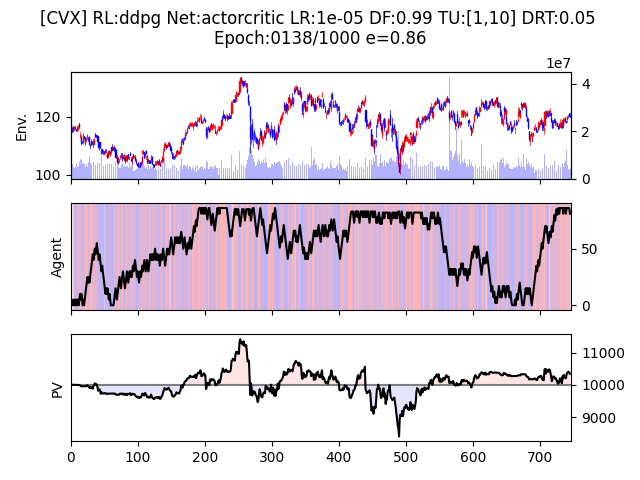 [CVX] RL:ddpg Net:actorcritic LR:1e-05 DF:0.99 TU:[1,10] DRT:0.05
Epoch:0138/1000 e=0.86
1e7
Env.
120
100
4
2
0
Agent
50
0
PV
11000
10000
9000
0 100 200 300 400 500 600 700